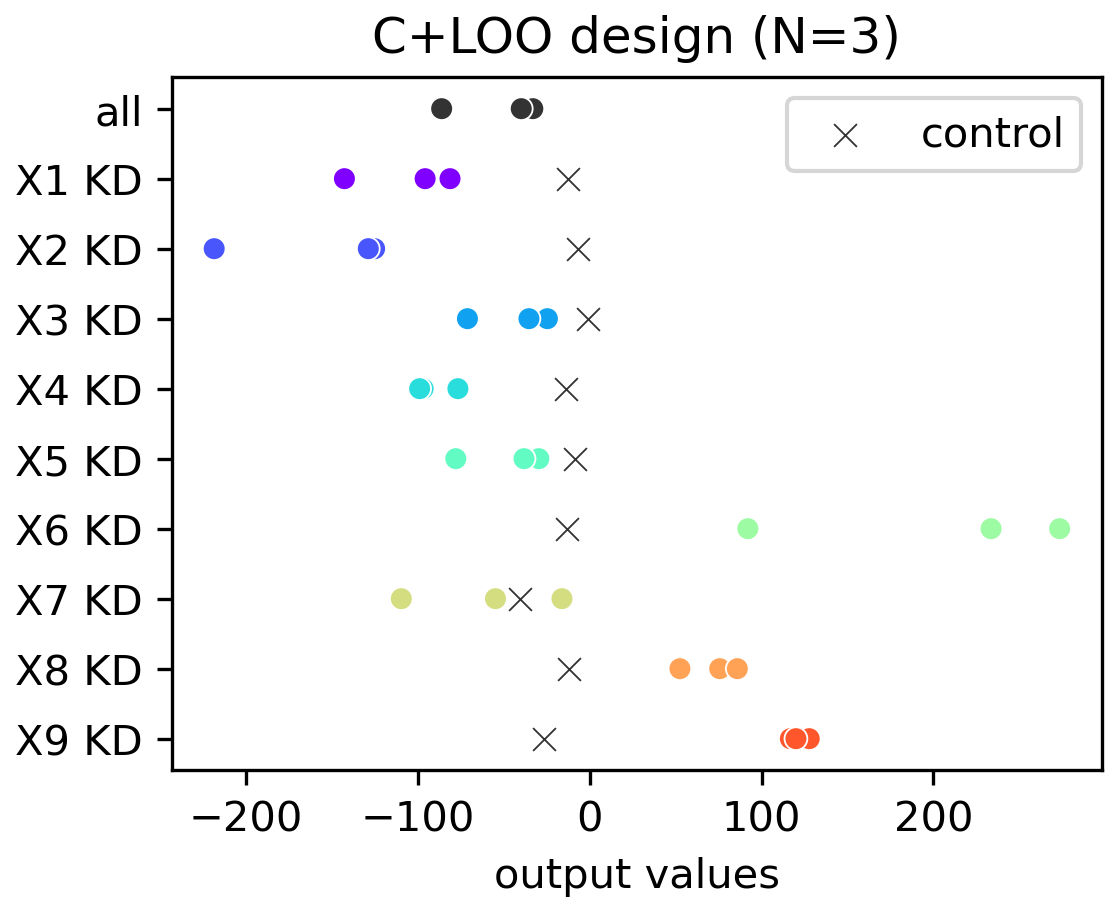 C+LOO design (N=3)
control
all
X1 KD
X2 KD
X3 KD
X4 KD
X5 KD
X6 KD
X7 KD
X8 KD
X9 KD
−200 −100 0 100 200
output values